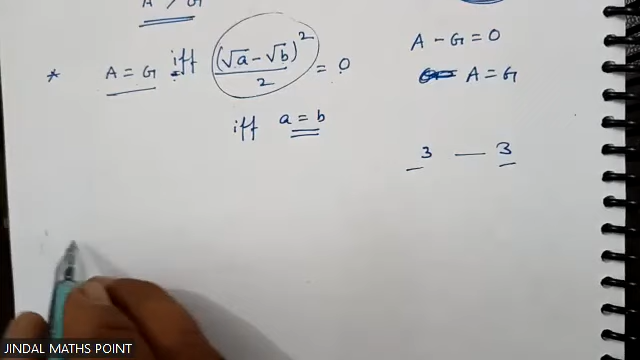 A > G
* A = G iff (√a - √b)² / 2 = 0
iff a = b
A - G = 0
A = G
3 — 3
JINDAL MATHS POINT